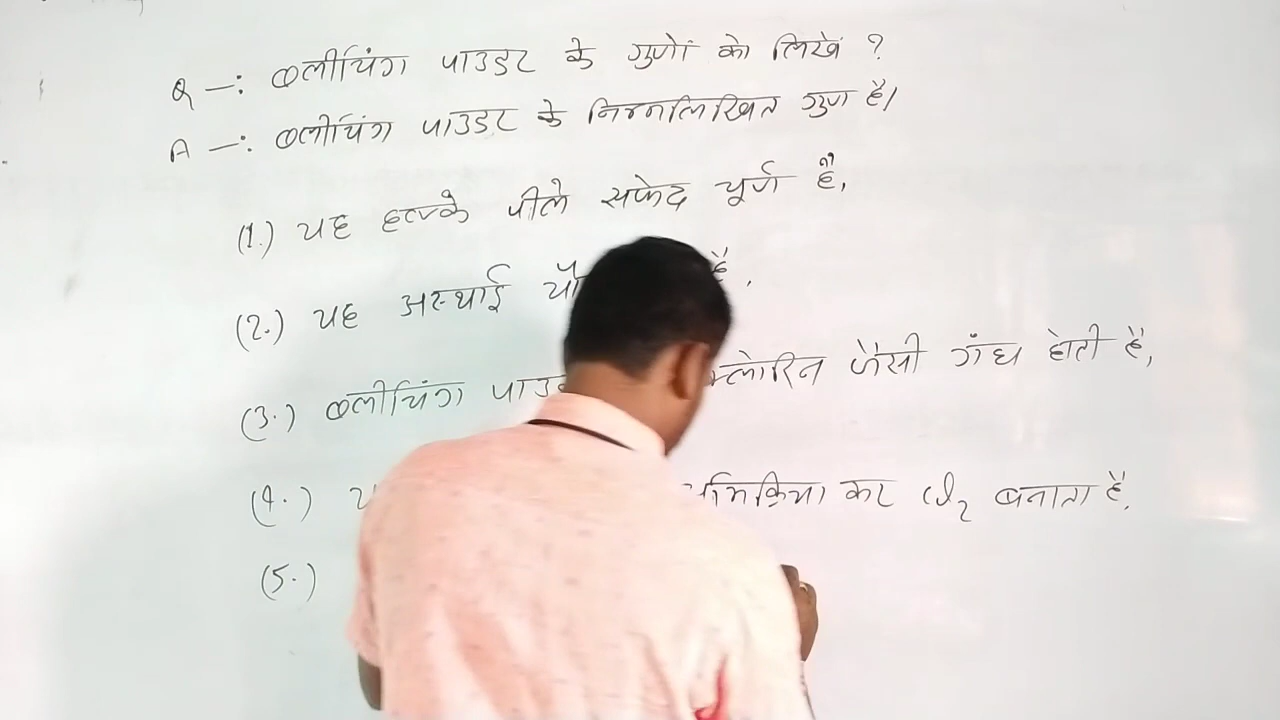 Q -: ब्लीचिंग पाउडर के गुणों को लिखें ?
A -: ब्लीचिंग पाउडर के निम्नलिखित गुण है।
(1.) यह हल्के पीले सफेद चूर्ण है,
(2.) यह अस्थाई है,
(3.) ब्लीचिंग क्लोरिन जैसी गंध होती है,
(4.) कर Cl₂ बनाता है,
(5.)